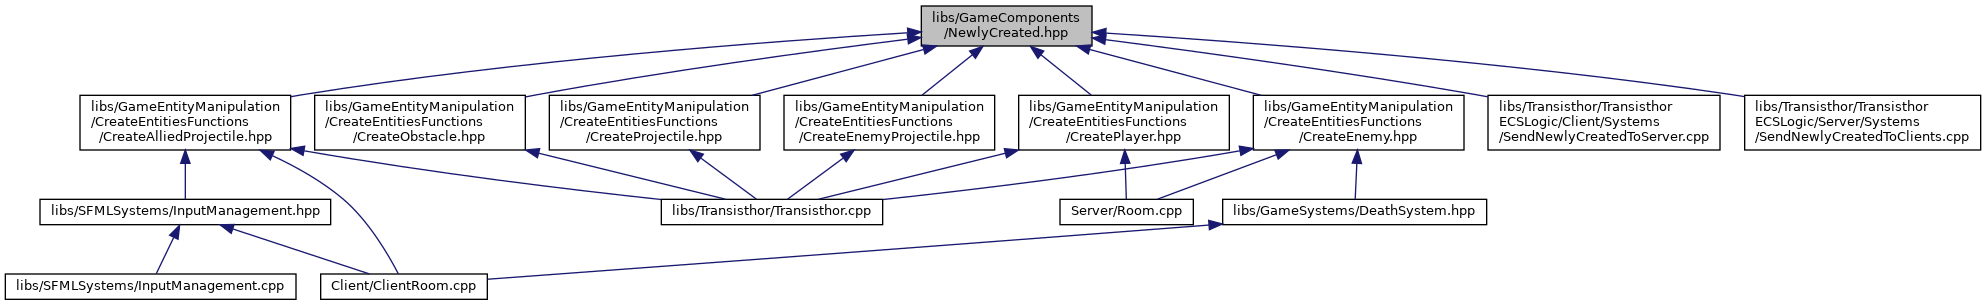 libs/GameComponents
/NewlyCreated.hpp
libs/GameEntityManipulation
/CreateEntitiesFunctions
/CreateAlliedProjectile.hpp
libs/GameEntityManipulation
/CreateEntitiesFunctions
/CreateObstacle.hpp
libs/GameEntityManipulation
/CreateEntitiesFunctions
/CreateProjectile.hpp
libs/GameEntityManipulation
/CreateEntitiesFunctions
/CreateEnemyProjectile.hpp
libs/GameEntityManipulation
/CreateEntitiesFunctions
/CreatePlayer.hpp
libs/GameEntityManipulation
/CreateEntitiesFunctions
/CreateEnemy.hpp
libs/Transisthor/Transisthor
ECSLogic/Client/Systems
/SendNewlyCreatedToServer.cpp
libs/Transisthor/Transisthor
ECSLogic/Server/Systems
/SendNewlyCreatedToClients.cpp
libs/SFMLSystems/InputManagement.hpp
libs/Transisthor/Transisthor.cpp
Server/Room.cpp
libs/GameSystems/DeathSystem.hpp
libs/SFMLSystems/InputManagement.cpp
Client/ClientRoom.cpp